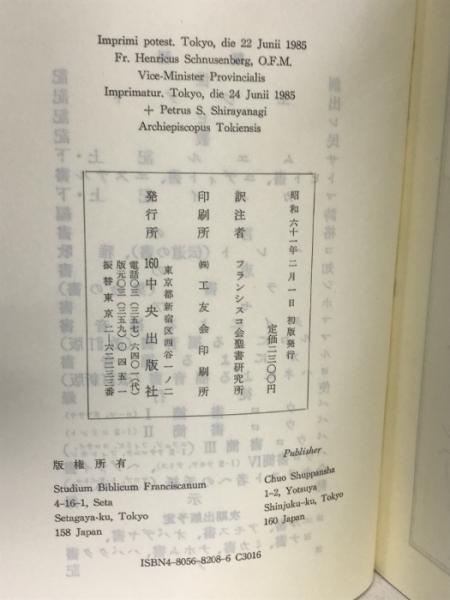 Imprimi potest. Tokyo, die 22 Junii 1985
Fr. Henricus Schnusenberg, O.F.M.
Vice-Minister Provincialis
Imprimatur. Tokyo, die 24 Junii 1985
+ Petrus S. Shirayanagi
Archiepiscopus Tokiensis
昭和六十一年二月一日 初版発行
定価二三〇〇円
訳注者 フランシスコ会聖書研究所
印刷所 ㈱工友会印刷所
東京都新宿区四谷一ノ二
発行所 160 中央出版社
電話〇三(三五七)六四〇一(代)
版元〇三(三五九)〇四五一
振替東京二-六二三三番
版権所有
Studium Biblicum Franciscanum
4-16-1, Seta
Setagaya-ku, Tokyo
158 Japan
Publisher
Chuo Shuppansha
1-2, Yotsuya
Shinjuku-ku, Tokyo
160 Japan
ISBN4-8056-8208-6 C3016